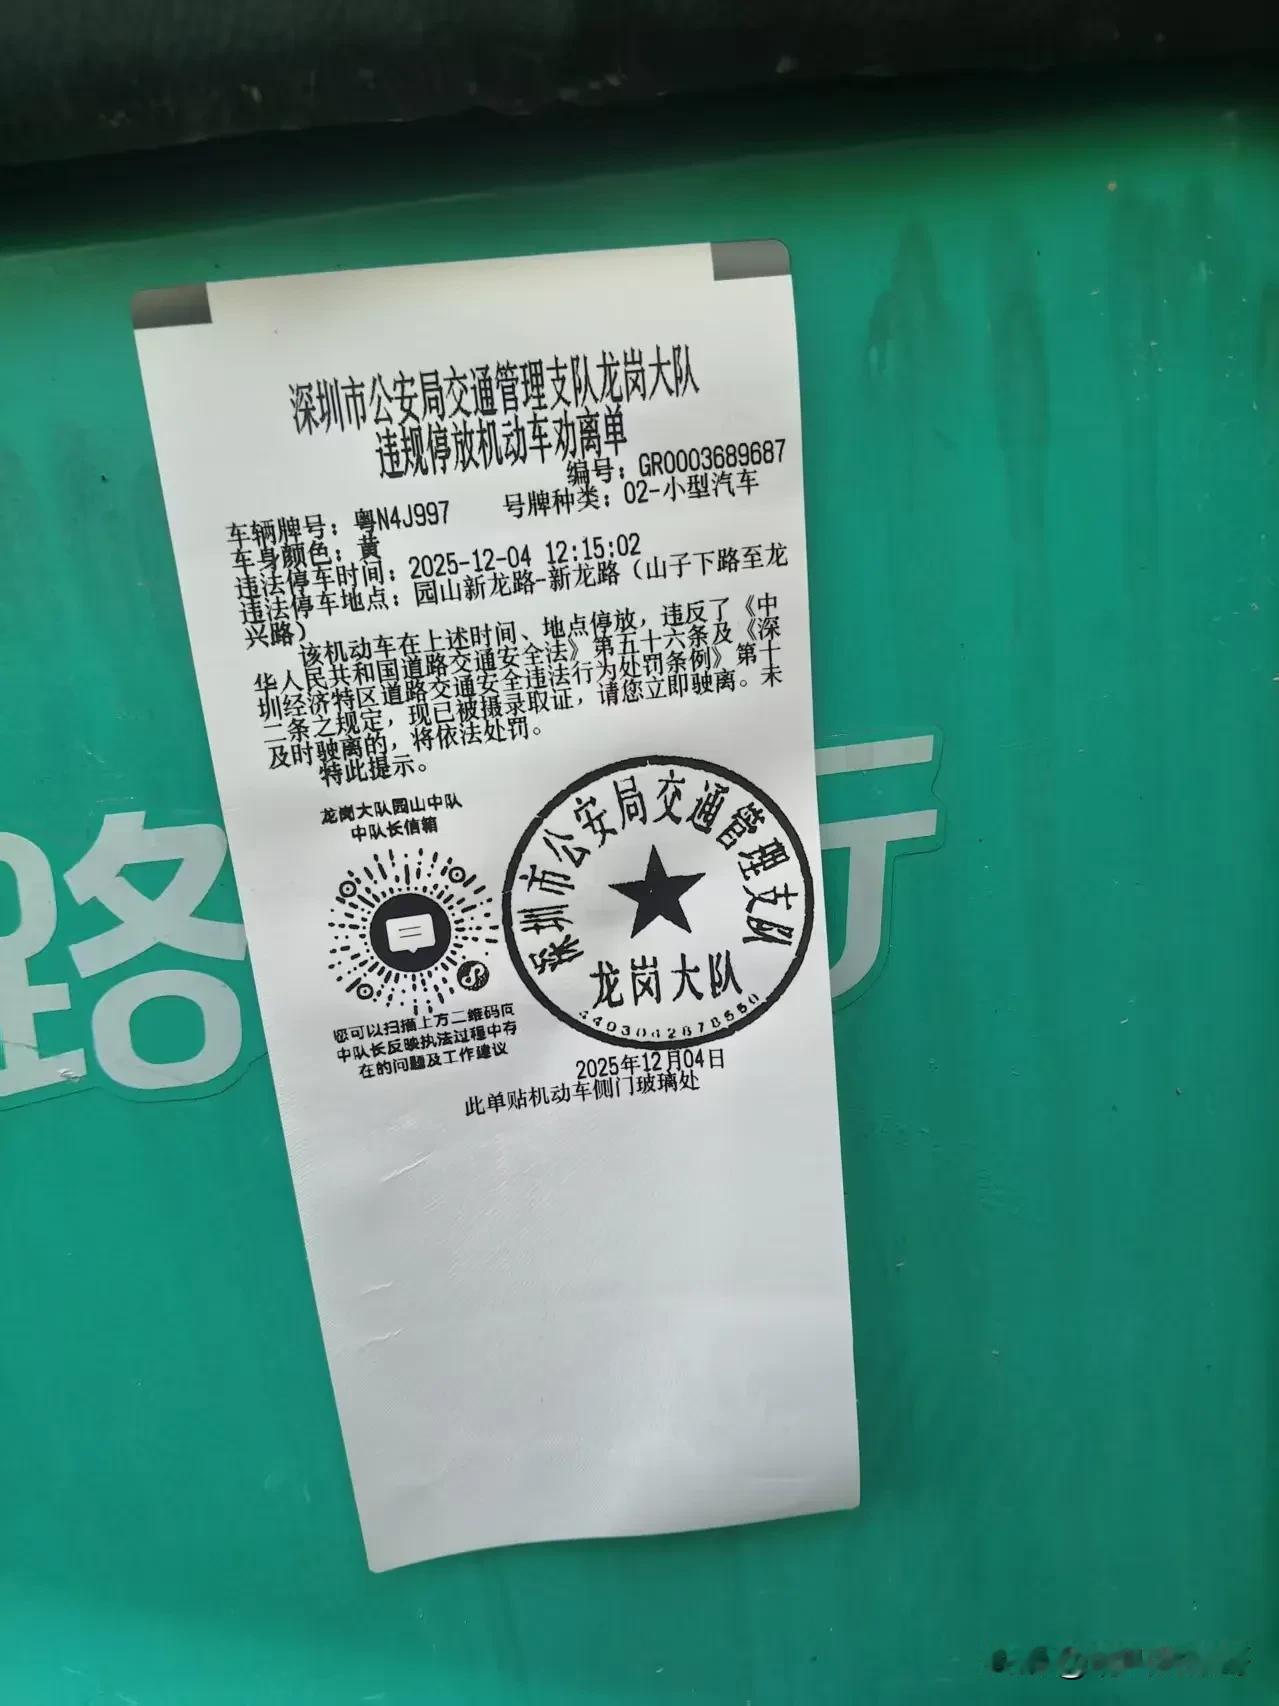 深圳市公安局交通管理支队龙岗大队
违规停放机动车劝离单
编号：GR0003689687
车辆牌号：粤N4J997 号牌种类：02-小型汽车
车身颜色：黄
违法停车时间：2025-12-04 12:15:02
违法停车地点：园山新龙路-新龙路（山子下路至龙
兴路）
该机动车在上述时间、地点停放，违反了《中
华人民共和国道路交通安全法》第五十六条及《深
圳经济特区道路交通安全违法行为处罚条例》第十
二条之规定，现已被摄录取证，请您立即驶离。未
及时驶离的，将依法处罚。
特此提示。
龙岗大队园山中队
中队长信箱
您可以扫描上方二维码向
中队长反映执法过程中存
在的问题及工作建议
深圳市公安局交通管理支队
龙岗大队
4403042878550
2025年12月04日
此单贴机动车侧门玻璃处
路
行